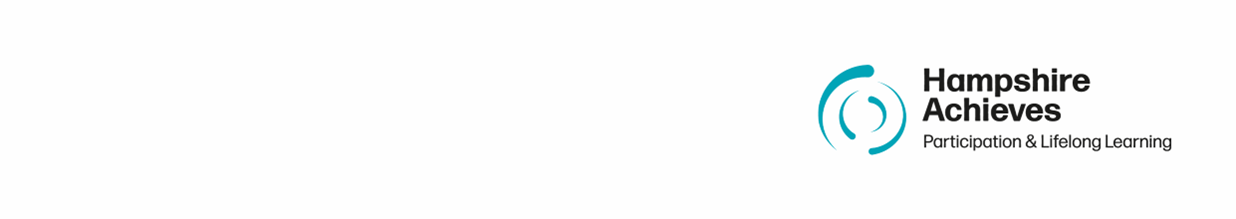 Hampshire
Achieves
Participation & Lifelong Learning